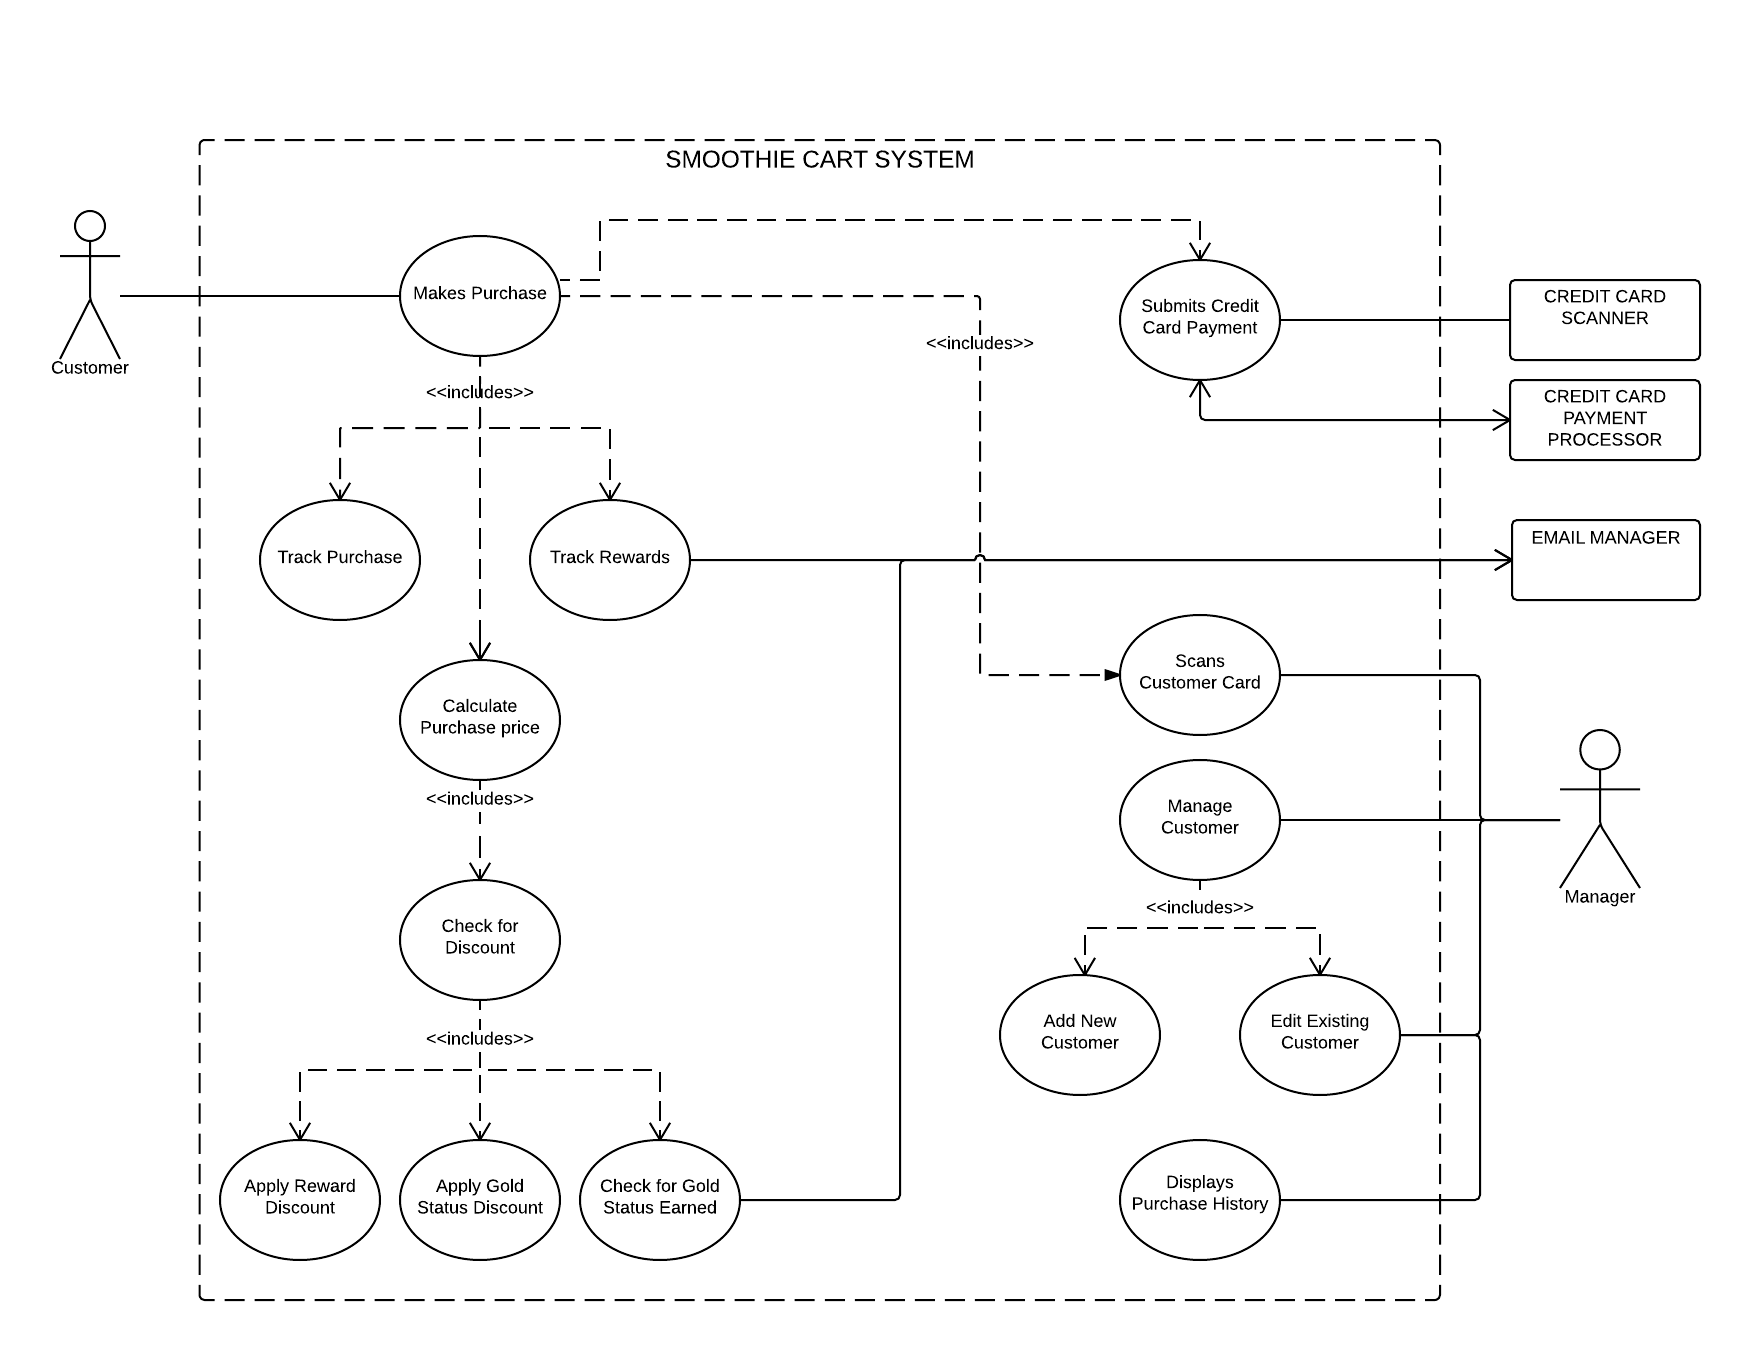 SMOOTHIE CART SYSTEM
Customer
Makes Purchase
Submits Credit
Card Payment
CREDIT CARD
SCANNER
<<includes>>
<<includes>>
CREDIT CARD
PAYMENT
PROCESSOR
Track Purchase
Track Rewards
EMAIL MANAGER
Scans
Customer Card
Calculate
Purchase price
<<includes>>
Manage
Customer
Manager
<<includes>>
Check for
Discount
Add New
Customer
Edit Existing
Customer
<<includes>>
Apply Reward
Discount
Apply Gold
Status Discount
Check for Gold
Status Earned
Displays
Purchase History